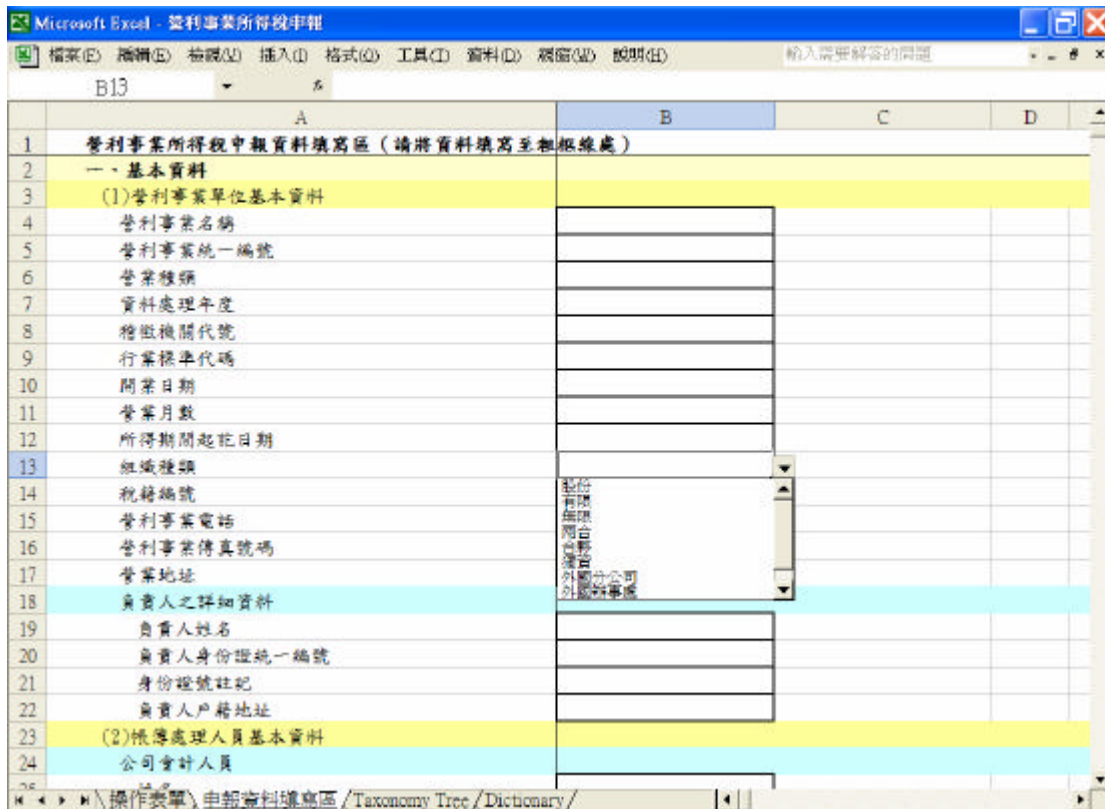 Microsoft Excel - 營利事業所得稅申報
檔案(F) 編輯(E) 檢視(V) 插入(I) 格式(O) 工具(T) 資料(D) 視窗(W) 說明(H) 輸入需要解答的問題
B13 fx
A B C D
1 營利事業所得稅申報資料填寫區（請將資料填寫至粗框線處）
2 一、基本資料
3 (1)營利事業單位基本資料
4 營利事業名稱
5 營利事業統一編號
6 營業種類
7 資料處理年度
8 稽徵機關代號
9 行業標準代碼
10 開業日期
11 營業月數
12 所得期間起訖日期
13 組織種類
股份
14 稅籍編號
有限
無限
15 營利事業電話
兩合
合夥
16 營利事業傳真號碼
獨資
17 營業地址
外國分公司
外國辦事處
18 負責人之詳細資料
19 負責人姓名
20 負責人身份證統一編號
21 身份證號註記
22 負責人戶籍地址
23 (2)帳簿處理人員基本資料
24 公司會計人員
操作表單 申報資料填寫區 Taxonomy Tree Dictionary